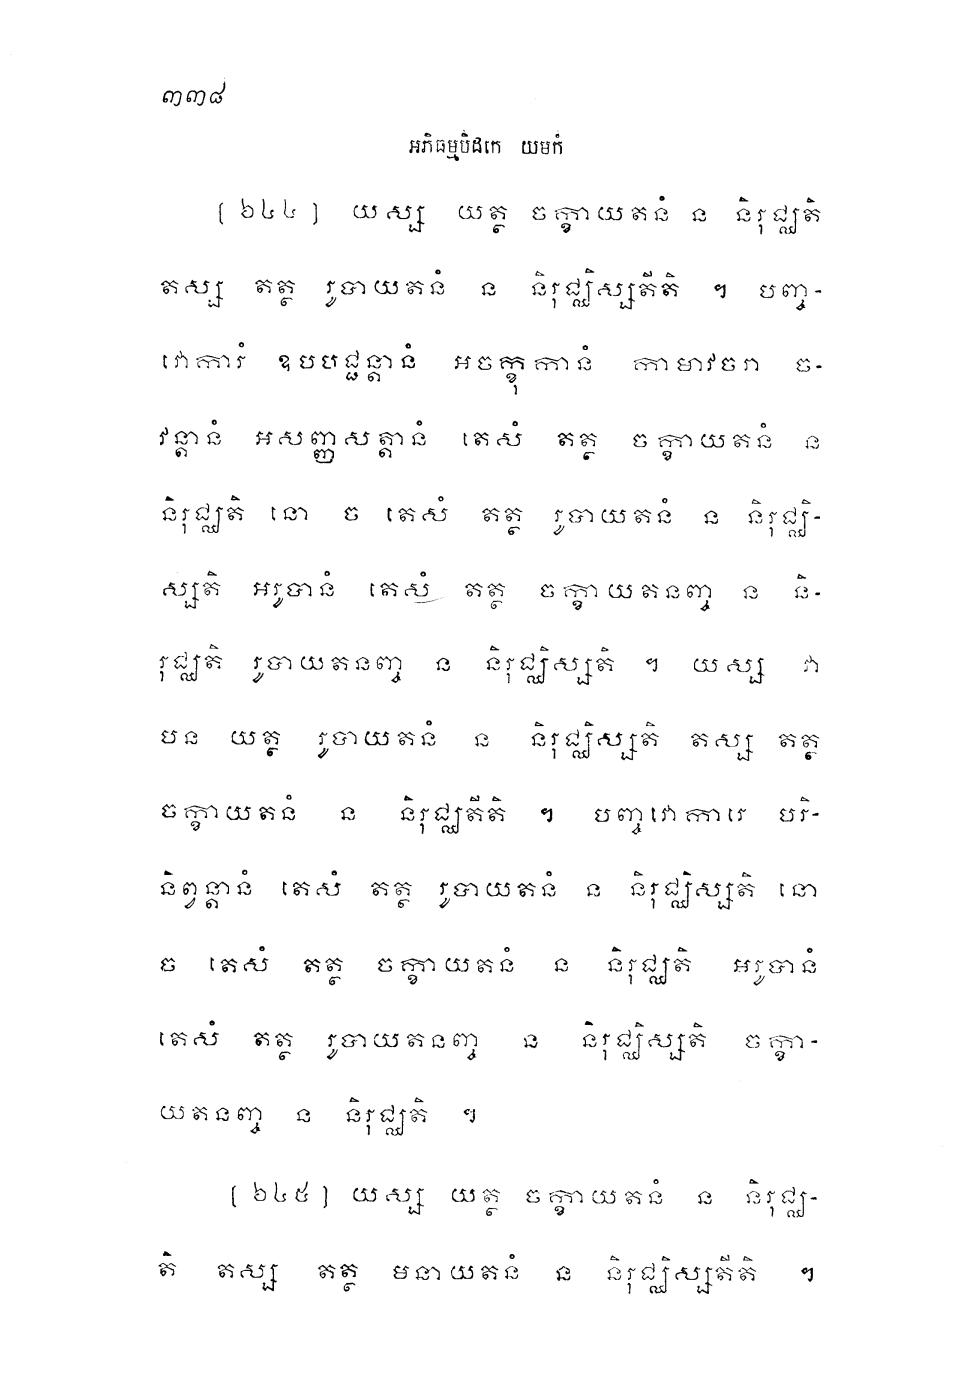 ៣៣៨
អភិធម្មបិដកេ យមកំ
[៦៤៤] យស្ស យត្ថ ចក្ខាយតនំ ន និរុជ្ឈតិ
តស្ស តត្ថ រូបាយតនំ ន និរុជ្ឈិស្សតីតិ ។ បញ្ច-
វោការំ ឧបបជ្ជន្តានំ អចក្ខុកានំ កាមាវចរា ច-
វន្តានំ អសញ្ញសត្តានំ តេសំ តត្ថ ចក្ខាយតនំ ន
និរុជ្ឈតិ នោ ច តេសំ តត្ថ រូបាយតនំ ន និរុជ្ឈិ-
ស្សតិ អរូបានំ តេសំ តត្ថ ចក្ខាយតនញ្ច ន និ-
រុជ្ឈតិ រូបាយតនញ្ច ន និរុជ្ឈិស្សតិ ។ យស្ស វា
បន យត្ថ រូបាយតនំ ន និរុជ្ឈិស្សតិ តស្ស តត្ថ
ចក្ខាយតនំ ន និរុជ្ឈតីតិ ។ បញ្ចវោការេ បរិ-
និព្វន្តានំ តេសំ តត្ថ រូបាយតនំ ន និរុជ្ឈិស្សតិ នោ
ច តេសំ តត្ថ ចក្ខាយតនំ ន និរុជ្ឈតិ អរូបានំ
តេសំ តត្ថ រូបាយតនញ្ច ន និរុជ្ឈិស្សតិ ចក្ខា-
យតនញ្ច ន និរុជ្ឈតិ ។
[៦៤៥] យស្ស យត្ថ ចក្ខាយតនំ ន និរុជ្ឈ-
តិ តស្ស តត្ថ មនាយតនំ ន និរុជ្ឈិស្សតីតិ ។